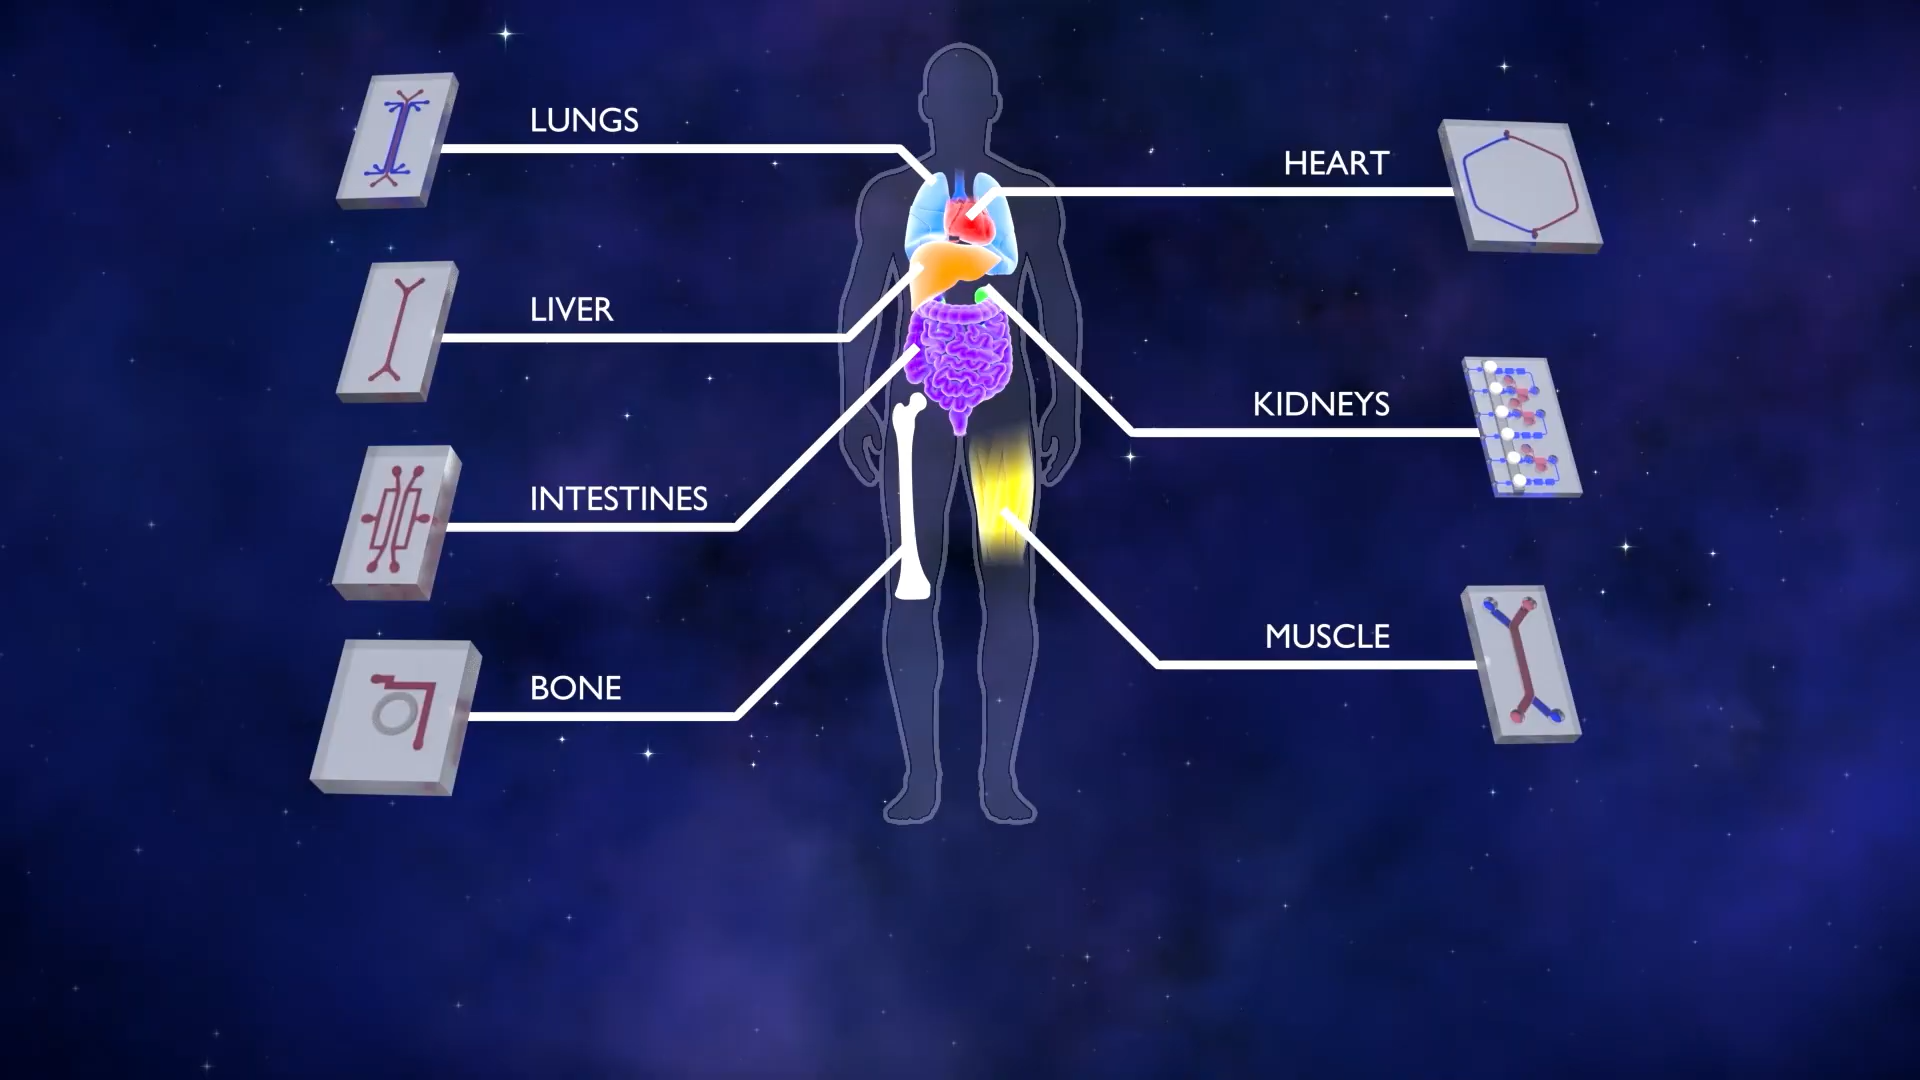 LUNGS
HEART
LIVER
KIDNEYS
INTESTINES
MUSCLE
BONE